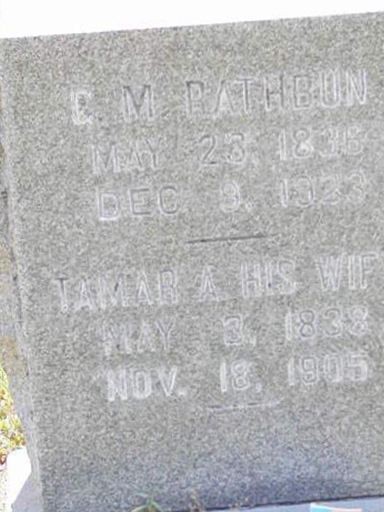 C. M. RATHBUN
MAY 23, 1836
DEC. 9, 1923
TAMAR A. HIS WIF
MAY 3, 1838
NOV. 18, 1905